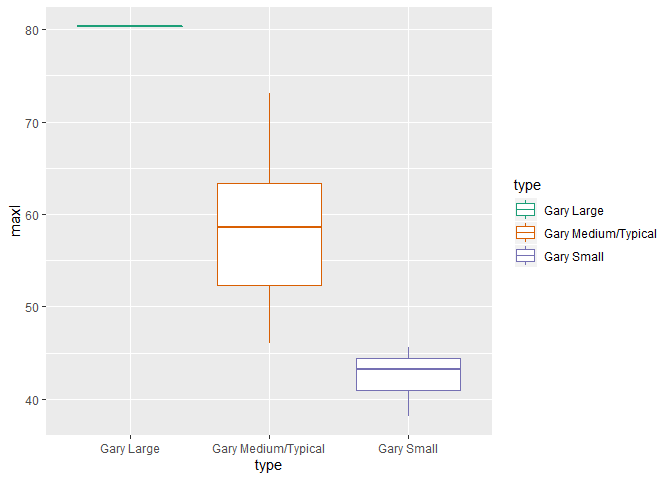 80
70
60
50
40
maxl
Gary Large
Gary Medium/Typical
Gary Small
type
type
Gary Large
Gary Medium/Typical
Gary Small